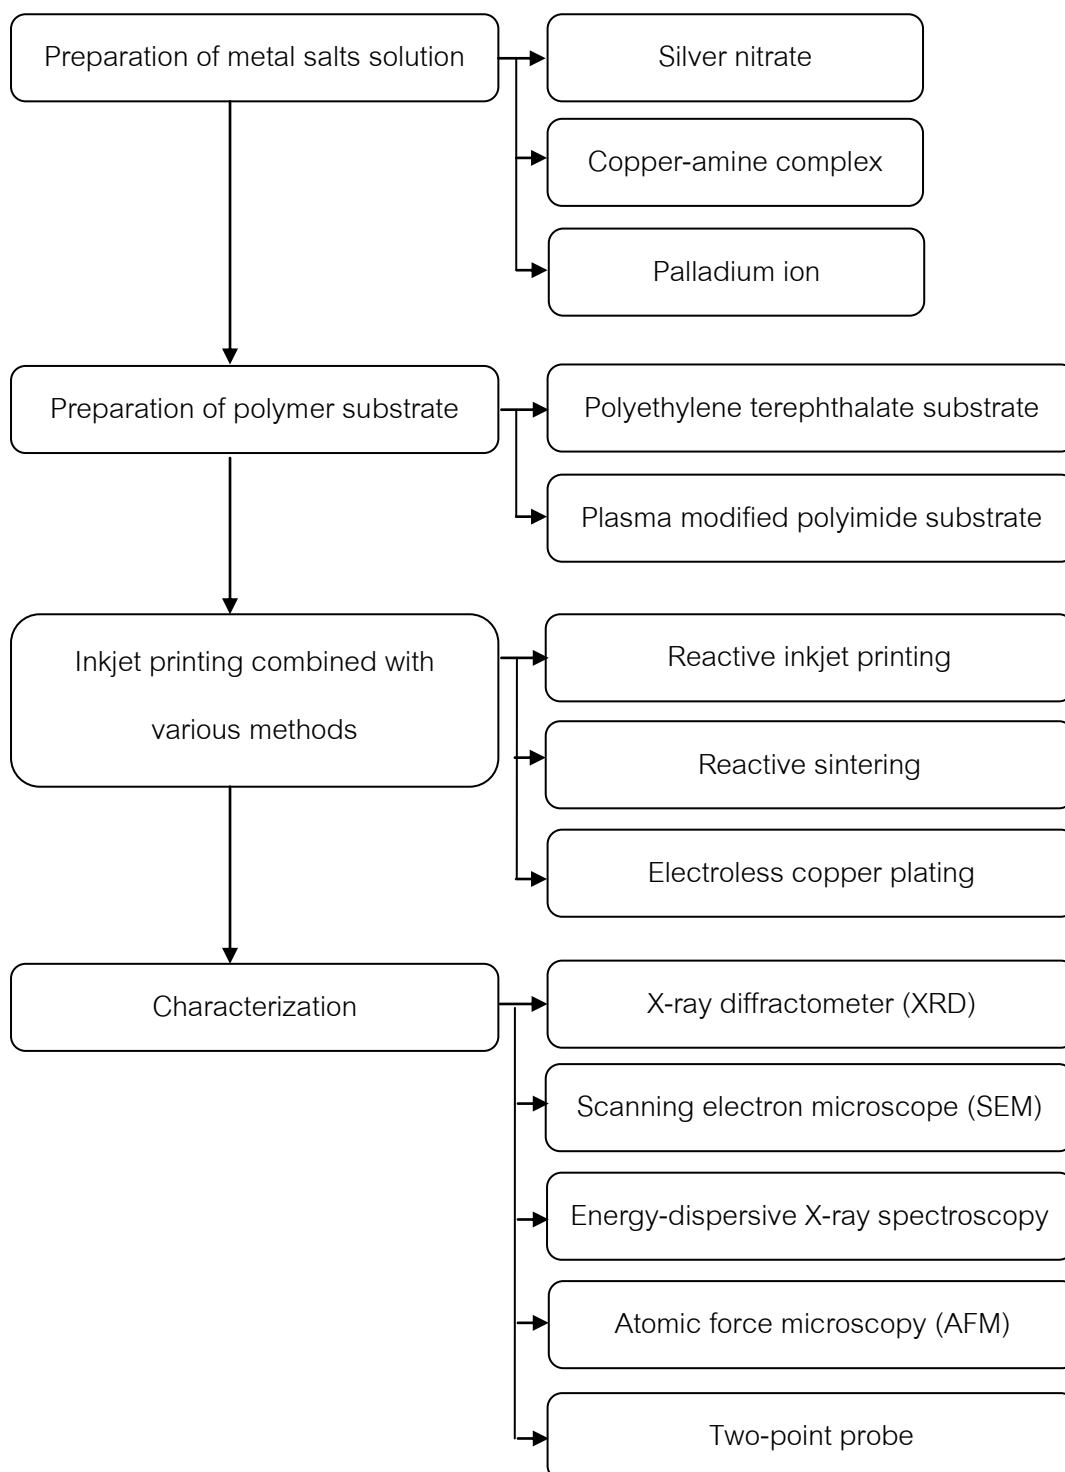 Preparation of metal salts solution
Silver nitrate
Copper-amine complex
Palladium ion
Preparation of polymer substrate
Polyethylene terephthalate substrate
Plasma modified polyimide substrate
Inkjet printing combined with
various methods
Reactive inkjet printing
Reactive sintering
Electroless copper plating
Characterization
X-ray diffractometer (XRD)
Scanning electron microscope (SEM)
Energy-dispersive X-ray spectroscopy
Atomic force microscopy (AFM)
Two-point probe